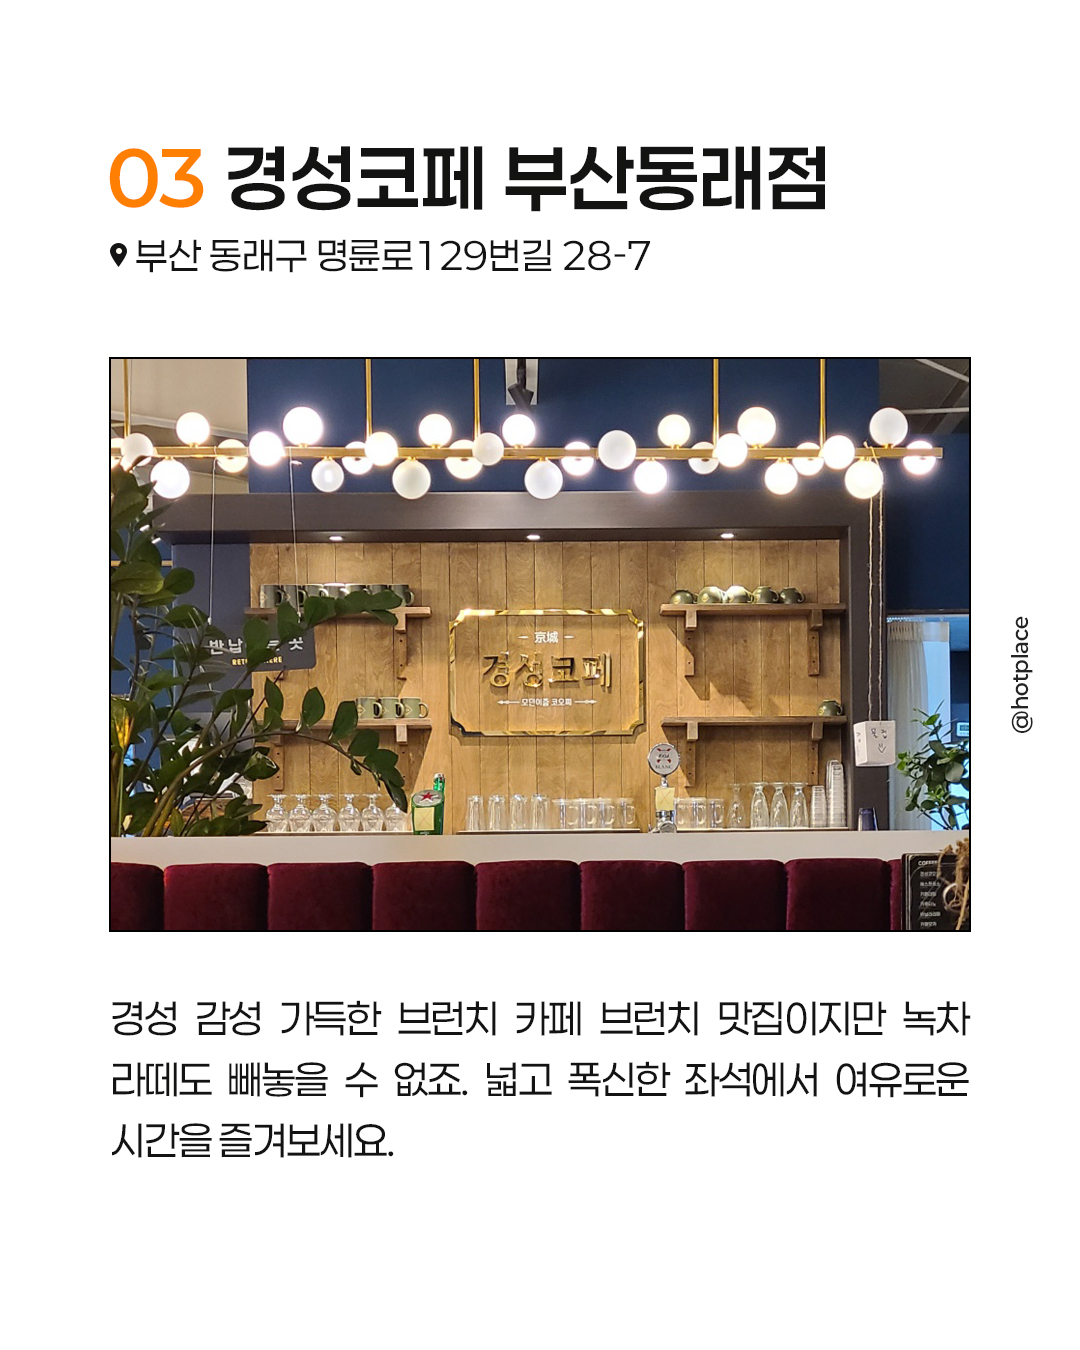 03 경성코페 부산동래점
부산 동래구 명륜로129번길 28-7
반납
京城
경성코페
모던이즘 코오피
COFFEE
@hotplace
경성 감성 가득한 브런치 카페 브런치 맛집이지만 녹차
라떼도 빼놓을 수 없죠. 넓고 폭신한 좌석에서 여유로운
시간을 즐겨보세요.